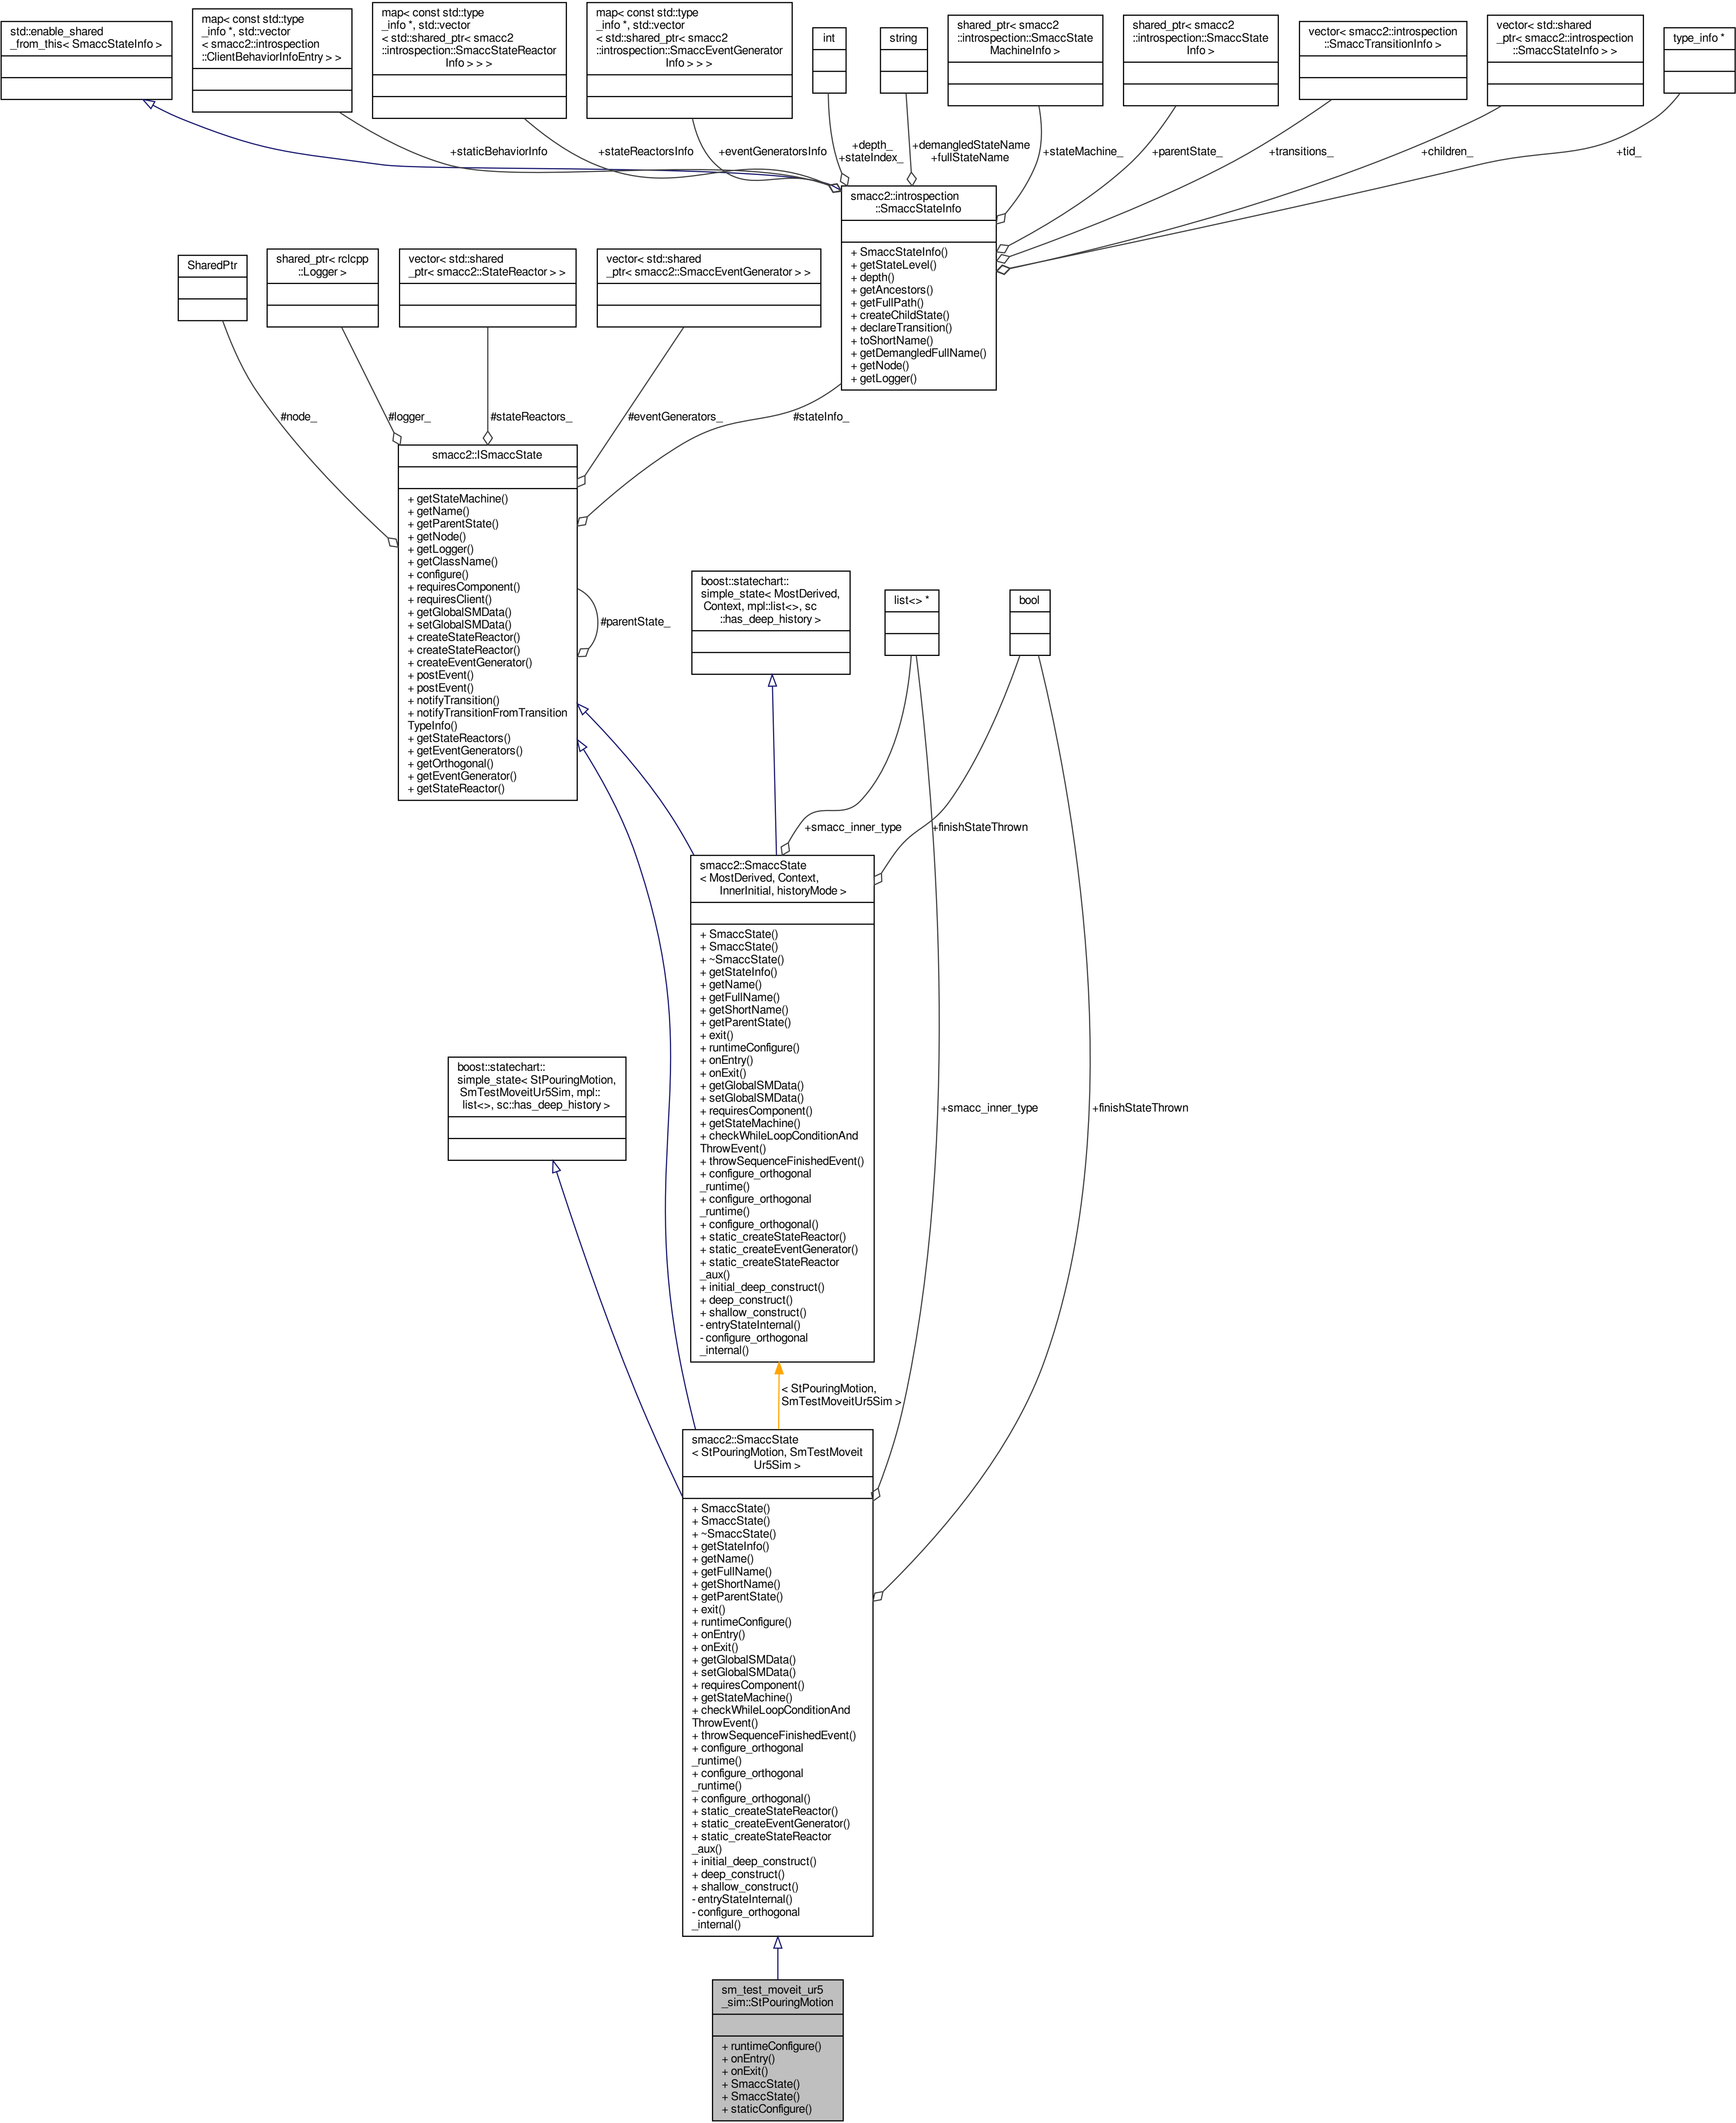 std::enable_shared
_from_this< SmaccStateInfo >
map< const std::type
_info *, std::vector
< smacc2::introspection
::ClientBehaviorInfoEntry > >
map< const std::type
_info *, std::vector
< std::shared_ptr< smacc2
::introspection::SmaccStateReactor
Info > > >
map< const std::type
_info *, std::vector
< std::shared_ptr< smacc2
::introspection::SmaccEventGenerator
Info > > >
int
string
shared_ptr< smacc2
::introspection::SmaccState
MachineInfo >
shared_ptr< smacc2
::introspection::SmaccState
Info >
vector< smacc2::introspection
::SmaccTransitionInfo >
vector< std::shared
_ptr< smacc2::introspection
::SmaccStateInfo > >
type_info *
+staticBehaviorInfo
+stateReactorsInfo
+eventGeneratorsInfo
+depth_
+stateIndex_
+demangledStateName
+fullStateName
+stateMachine_
+parentState_
+transitions_
+children_
+tid_
smacc2::introspection
::SmaccStateInfo
+ SmaccStateInfo()
+ getStateLevel()
+ depth()
+ getAncestors()
+ getFullPath()
+ createChildState()
+ declareTransition()
+ toShortName()
+ getDemangledFullName()
+ getNode()
+ getLogger()
SharedPtr
shared_ptr< rclcpp
::Logger >
vector< std::shared
_ptr< smacc2::StateReactor > >
vector< std::shared
_ptr< smacc2::SmaccEventGenerator > >
#node_
#logger_
#stateReactors_
#eventGenerators_
#stateInfo_
smacc2::ISmaccState
+ getStateMachine()
+ getName()
+ getParentState()
+ getNode()
+ getLogger()
+ getClassName()
+ configure()
+ requiresComponent()
+ requiresClient()
+ getGlobalSMData()
+ setGlobalSMData()
+ createStateReactor()
+ createStateReactor()
+ createEventGenerator()
+ postEvent()
+ postEvent()
+ notifyTransition()
+ notifyTransitionFromTransition
TypeInfo()
+ getStateReactors()
+ getEventGenerators()
+ getOrthogonal()
+ getEventGenerator()
+ getStateReactor()
#parentState_
boost::statechart::
simple_state< MostDerived,
Context, mpl::list<>, sc
::has_deep_history >
list<> *
bool
+smacc_inner_type
+finishStateThrown
smacc2::SmaccState
< MostDerived, Context,
InnerInitial, historyMode >
+ SmaccState()
+ SmaccState()
+ ~SmaccState()
+ getStateInfo()
+ getName()
+ getFullName()
+ getShortName()
+ getParentState()
+ exit()
+ runtimeConfigure()
+ onEntry()
+ onExit()
+ getGlobalSMData()
+ setGlobalSMData()
+ requiresComponent()
+ getStateMachine()
+ checkWhileLoopConditionAnd
ThrowEvent()
+ throwSequenceFinishedEvent()
+ configure_orthogonal
_runtime()
+ configure_orthogonal
_runtime()
+ configure_orthogonal()
+ static_createStateReactor()
+ static_createEventGenerator()
+ static_createStateReactor
_aux()
+ initial_deep_construct()
+ deep_construct()
+ shallow_construct()
- entryStateInternal()
- configure_orthogonal
_internal()
boost::statechart::
simple_state< StPouringMotion,
SmTestMoveitUr5Sim, mpl::
list<>, sc::has_deep_history >
+smacc_inner_type
+finishStateThrown
< StPouringMotion,
SmTestMoveitUr5Sim >
smacc2::SmaccState
< StPouringMotion, SmTestMoveit
Ur5Sim >
+ SmaccState()
+ SmaccState()
+ ~SmaccState()
+ getStateInfo()
+ getName()
+ getFullName()
+ getShortName()
+ getParentState()
+ exit()
+ runtimeConfigure()
+ onEntry()
+ onExit()
+ getGlobalSMData()
+ setGlobalSMData()
+ requiresComponent()
+ getStateMachine()
+ checkWhileLoopConditionAnd
ThrowEvent()
+ throwSequenceFinishedEvent()
+ configure_orthogonal
_runtime()
+ configure_orthogonal
_runtime()
+ configure_orthogonal()
+ static_createStateReactor()
+ static_createEventGenerator()
+ static_createStateReactor
_aux()
+ initial_deep_construct()
+ deep_construct()
+ shallow_construct()
- entryStateInternal()
- configure_orthogonal
_internal()
sm_test_moveit_ur5
_sim::StPouringMotion
+ runtimeConfigure()
+ onEntry()
+ onExit()
+ SmaccState()
+ SmaccState()
+ staticConfigure()